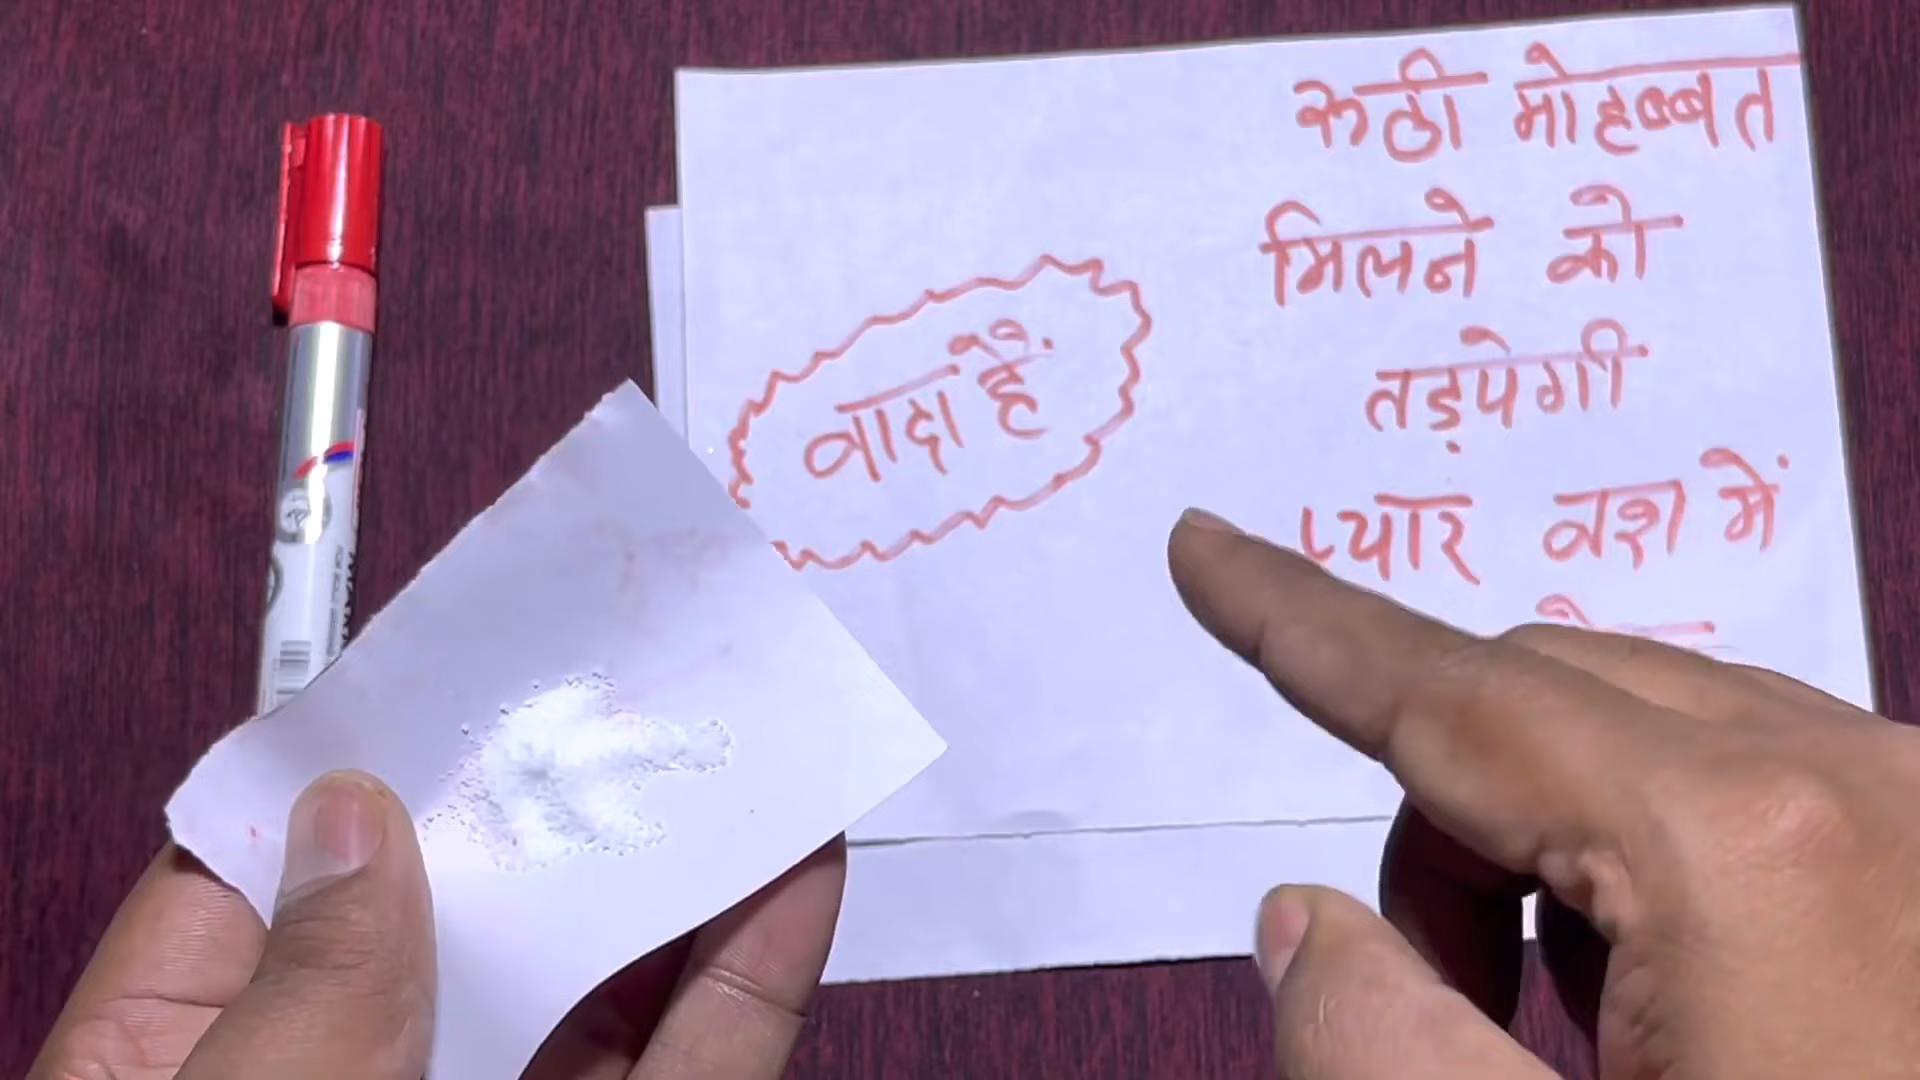 वादा हैं
रूठी मोहब्बत
मिलने को
तड़पेगी
प्यार वश में